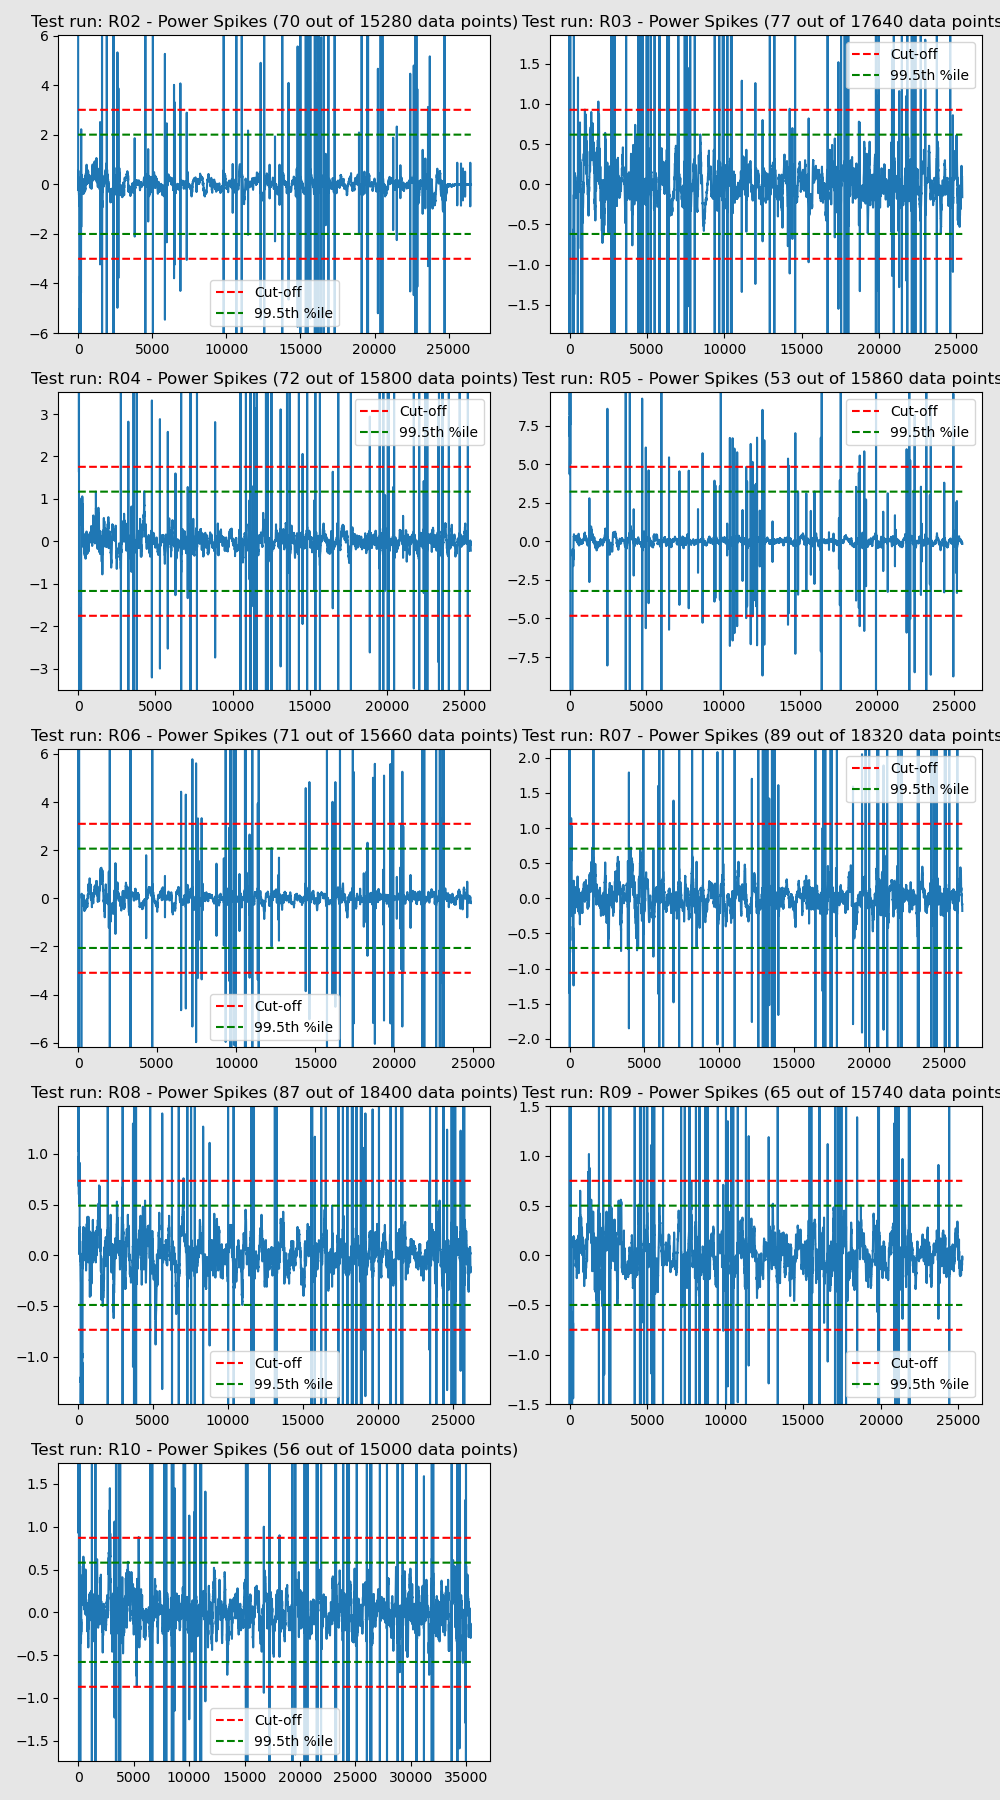 Test run: R02 - Power Spikes (70 out of 15280 data points)
6
4
2
0
−2
−4
−6
Cut-off
99.5th %ile
0 5000 10000 15000 20000 25000
Test run: R03 - Power Spikes (77 out of 17640 data points
1.5
1.0
0.5
0.0
−0.5
−1.0
−1.5
Cut-off
99.5th %ile
0 5000 10000 15000 20000 25000
Test run: R04 - Power Spikes (72 out of 15800 data points)
3
2
1
0
−1
−2
−3
Cut-off
99.5th %ile
0 5000 10000 15000 20000 25000
Test run: R05 - Power Spikes (53 out of 15860 data points
7.5
5.0
2.5
0.0
−2.5
−5.0
−7.5
Cut-off
99.5th %ile
0 5000 10000 15000 20000 25000
Test run: R06 - Power Spikes (71 out of 15660 data points)
6
4
2
0
−2
−4
−6
Cut-off
99.5th %ile
0 5000 10000 15000 20000 25000
Test run: R07 - Power Spikes (89 out of 18320 data points
2.0
1.5
1.0
0.5
0.0
−0.5
−1.0
−1.5
−2.0
Cut-off
99.5th %ile
0 5000 10000 15000 20000 25000
Test run: R08 - Power Spikes (87 out of 18400 data points)
1.0
0.5
0.0
−0.5
−1.0
Cut-off
99.5th %ile
0 5000 10000 15000 20000 25000
Test run: R09 - Power Spikes (65 out of 15740 data points
1.5
1.0
0.5
0.0
−0.5
−1.0
−1.5
Cut-off
99.5th %ile
0 5000 10000 15000 20000 25000
Test run: R10 - Power Spikes (56 out of 15000 data points)
1.5
1.0
0.5
0.0
−0.5
−1.0
−1.5
Cut-off
99.5th %ile
0 5000 10000 15000 20000 25000 30000 35000